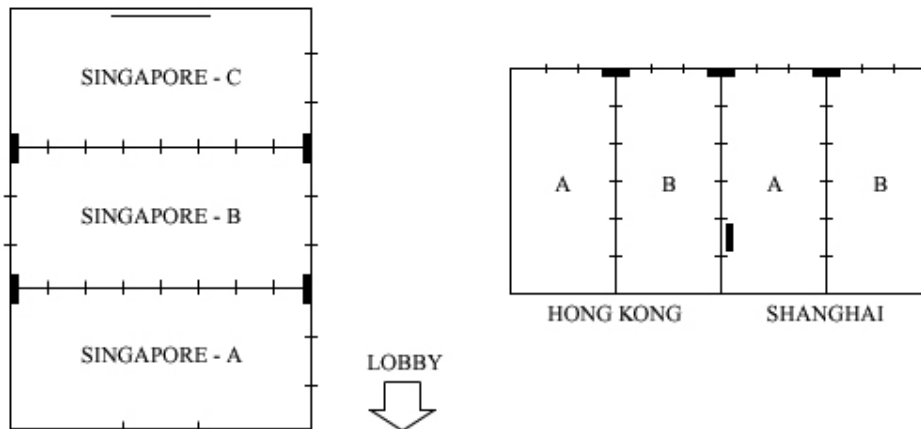 SINGAPORE - C
SINGAPORE - B
SINGAPORE - A
LOBBY
A B A B
HONG KONG SHANGHAI